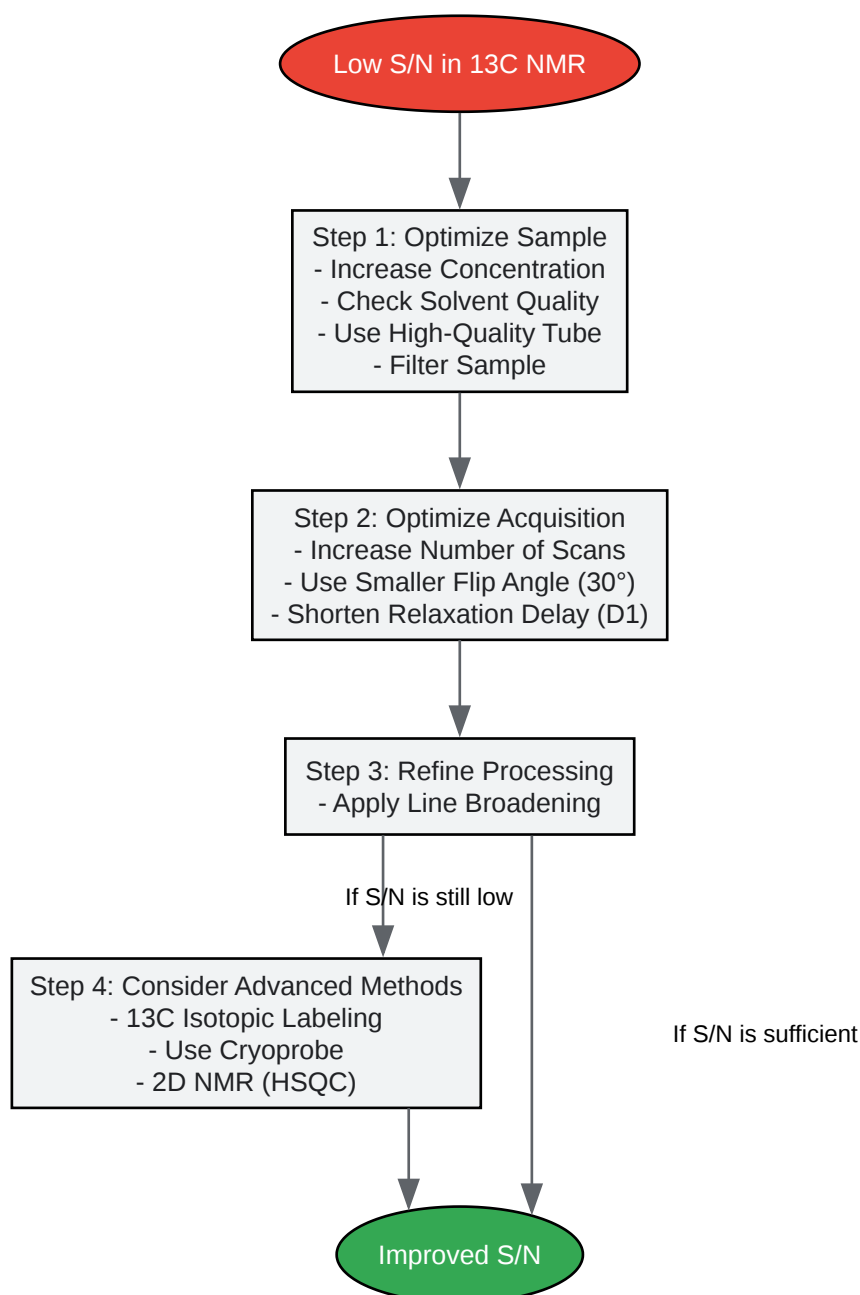 Low S/N in 13C NMR
Step 1: Optimize Sample
- Increase Concentration
- Check Solvent Quality
- Use High-Quality Tube
- Filter Sample
Step 2: Optimize Acquisition
- Increase Number of Scans
- Use Smaller Flip Angle (30°)
- Shorten Relaxation Delay (D1)
Step 3: Refine Processing
- Apply Line Broadening
If S/N is still low
Step 4: Consider Advanced Methods
- 13C Isotopic Labeling
- Use Cryoprobe
- 2D NMR (HSQC)
If S/N is sufficient
Improved S/N